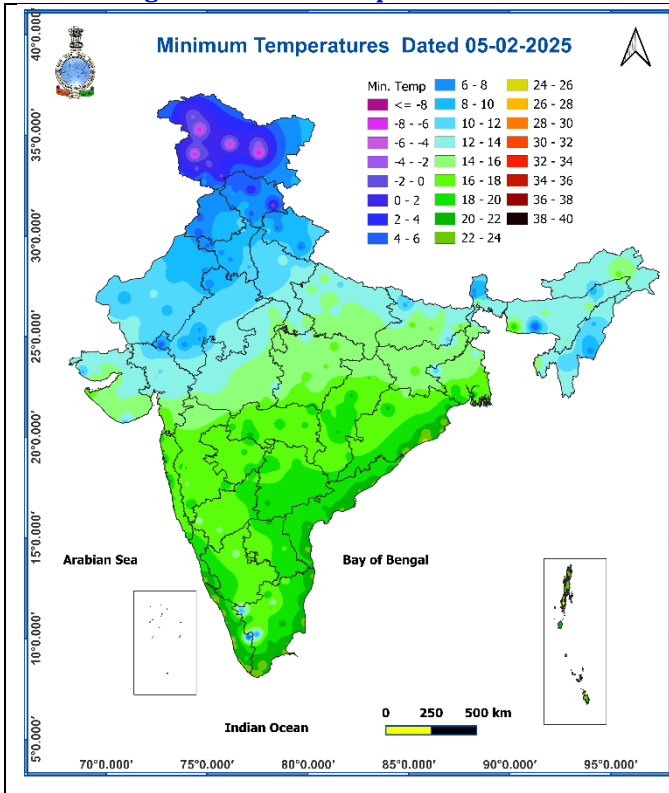 Minimum Temperatures Dated 05-02-2025
Min. Temp
<= -8
-8 - -6
-6 - -4
-4 - -2
-2 - 0
0 - 2
2 - 4
4 - 6
6 - 8
8 - 10
10 - 12
12 - 14
14 - 16
16 - 18
18 - 20
20 - 22
22 - 24
24 - 26
26 - 28
28 - 30
30 - 32
32 - 34
34 - 36
36 - 38
38 - 40
40°0.000'
35°0.000'
30°0.000'
25°0.000'
20°0.000'
15°0.000'
10°0.000'
5°0.000'
Arabian Sea
Bay of Bengal
Indian Ocean
0 250 500 km
70°0.000' 75°0.000' 80°0.000' 85°0.000' 90°0.000' 95°0.000'